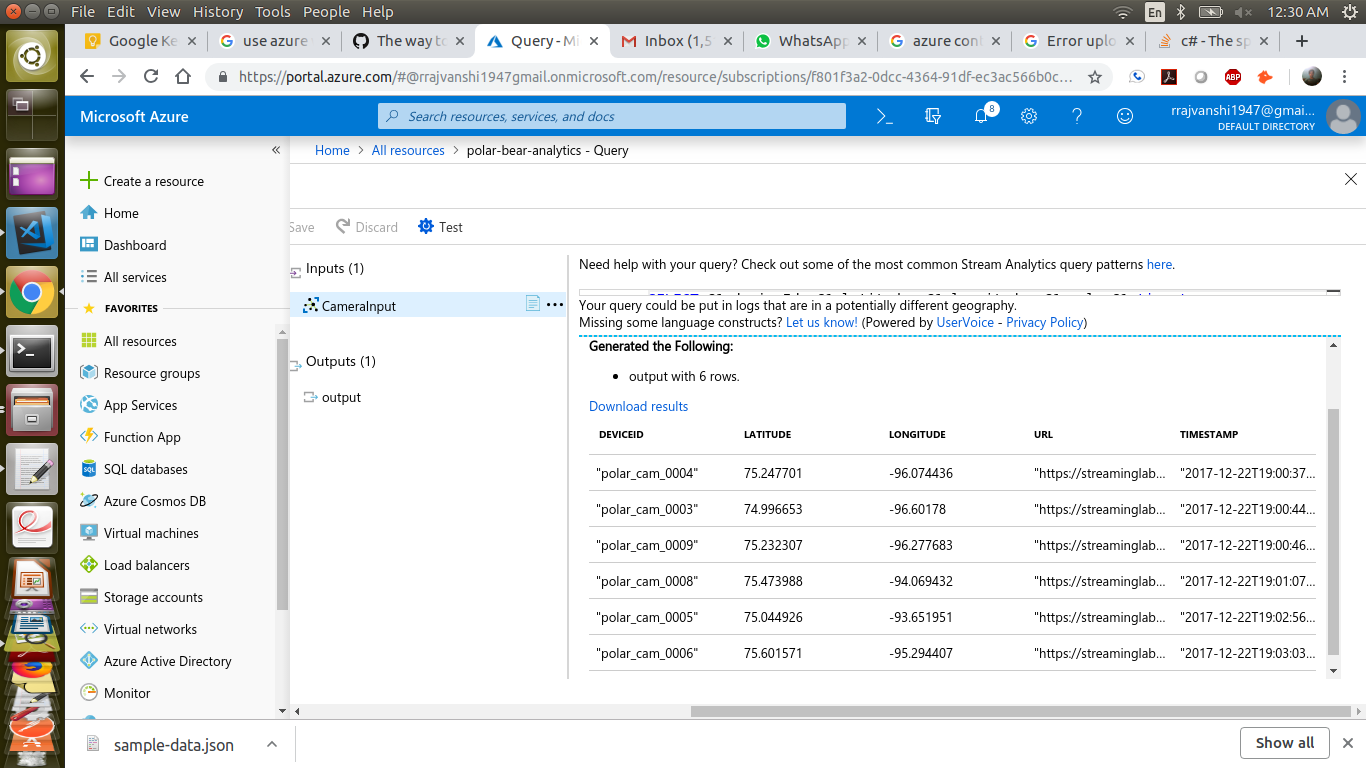 File Edit View History Tools People Help
En 12:30 AM
Google Ke
use azure
The way to
Query - Mi
Inbox (1,5
WhatsApp
azure con
Error uplo
c# - The sp
https://portal.azure.com/#@rrajvanshi1947gmail.onmicrosoft.com/resource/subscriptions/f801f3a2-0dcc-4364-91df-ec3ac566b0c...
ABP
Microsoft Azure
Search resources, services, and docs
8
rrajvanshi1947@gmai...
DEFAULT DIRECTORY
Home > All resources > polar-bear-analytics - Query
Create a resource
Home
Dashboard
All services
FAVORITES
All resources
Resource groups
App Services
Function App
SQL databases
Azure Cosmos DB
Virtual machines
Load balancers
Storage accounts
Virtual networks
Azure Active Directory
Monitor
Save Discard Test
Inputs (1)
CameraInput
Outputs (1)
output
Need help with your query? Check out some of the most common Stream Analytics query patterns here.
Your query could be put in logs that are in a potentially different geography.
Missing some language constructs? Let us know! (Powered by UserVoice - Privacy Policy)
Generated the Following:
• output with 6 rows.
Download results
DEVICEID LATITUDE LONGITUDE URL TIMESTAMP
"polar_cam_0004" 75.247701 -96.074436 "https://streaminglab... "2017-12-22T19:00:37...
"polar_cam_0003" 74.996653 -96.60178 "https://streaminglab... "2017-12-22T19:00:44...
"polar_cam_0009" 75.232307 -96.277683 "https://streaminglab... "2017-12-22T19:00:46...
"polar_cam_0008" 75.473988 -94.069432 "https://streaminglab... "2017-12-22T19:01:07...
"polar_cam_0005" 75.044926 -93.651951 "https://streaminglab... "2017-12-22T19:02:56...
"polar_cam_0006" 75.601571 -95.294407 "https://streaminglab... "2017-12-22T19:03:03...
sample-data.json
Show all